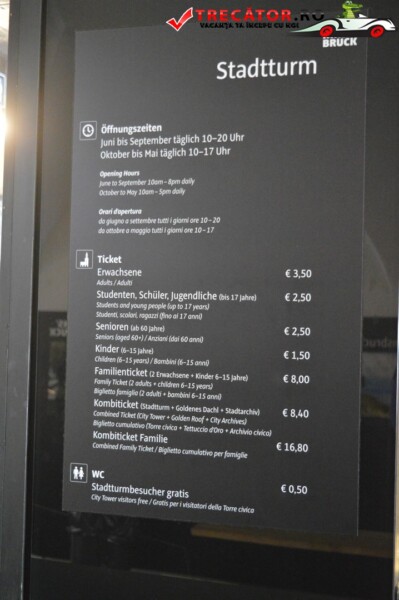 TRECĂTOR.RO
VACANȚA TA ÎNCEPE CU NOI
BRUCK
Stadtturm
Öffnungszeiten
Juni bis September täglich 10–20 Uhr
Oktober bis Mai täglich 10–17 Uhr
Opening Hours
June to September 10am – 8pm daily
October to May 10am – 5pm daily
Orari d'apertura
da giugno a settembre tutti i giorni ore 10 – 20
da ottobre a maggio tutti i giorni ore 10 – 17
Ticket
Erwachsene € 3,50
Adults / Adulti
Studenten, Schüler, Jugendliche (bis 17 Jahre) € 2,50
Students and young people (up to 17 years)
Studenti, scolari, ragazzi (fino ai 17 anni)
Senioren (ab 60 Jahre) € 2,50
Seniors (aged 60+) / Anziani (dai 60 anni)
Kinder (6–15 Jahre) € 1,50
Children (6–15 years) / Bambini (6–15 anni)
Familienticket (2 Erwachsene + Kinder 6–15 Jahre) € 8,00
Family Ticket (2 adults + children 6–15 years)
Biglietto famiglia (2 adulti + bambini 6–15 anni)
Kombiticket (Stadtturm + Goldenes Dachl + Stadtarchiv) € 8,40
Combined Ticket (City Tower + Golden Roof + City Archives)
Biglietto cumulativo (Torre civica + Tettuccio d'Oro + Archivio civico)
Kombiticket Familie € 16,80
Combined Family Ticket / Biglietto cumulativo per famiglie
WC
Stadtturmbesucher gratis € 0,50
City Tower visitors free / Gratis per i visitatori della Torre civica